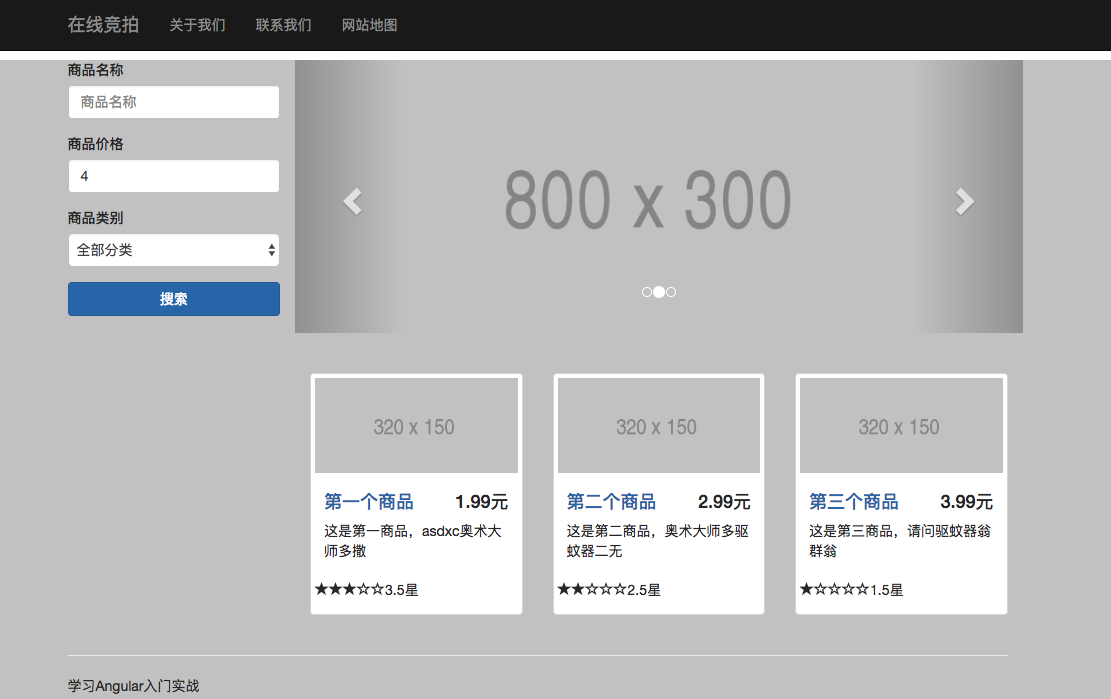 在线竞拍 关于我们 联系我们 网站地图
商品名称
商品名称
商品价格
4
商品类别
全部分类
搜索
800 x 300
320 x 150
第一个商品 1.99元
这是第一商品，asdxc奥术大
师多撒
★★★☆☆3.5星
320 x 150
第二个商品 2.99元
这是第二商品，奥术大师多驱
蚊器二无
★★☆☆☆2.5星
320 x 150
第三个商品 3.99元
这是第三商品，请问驱蚊器翁
群翁
★☆☆☆☆1.5星
学习Angular入门实战